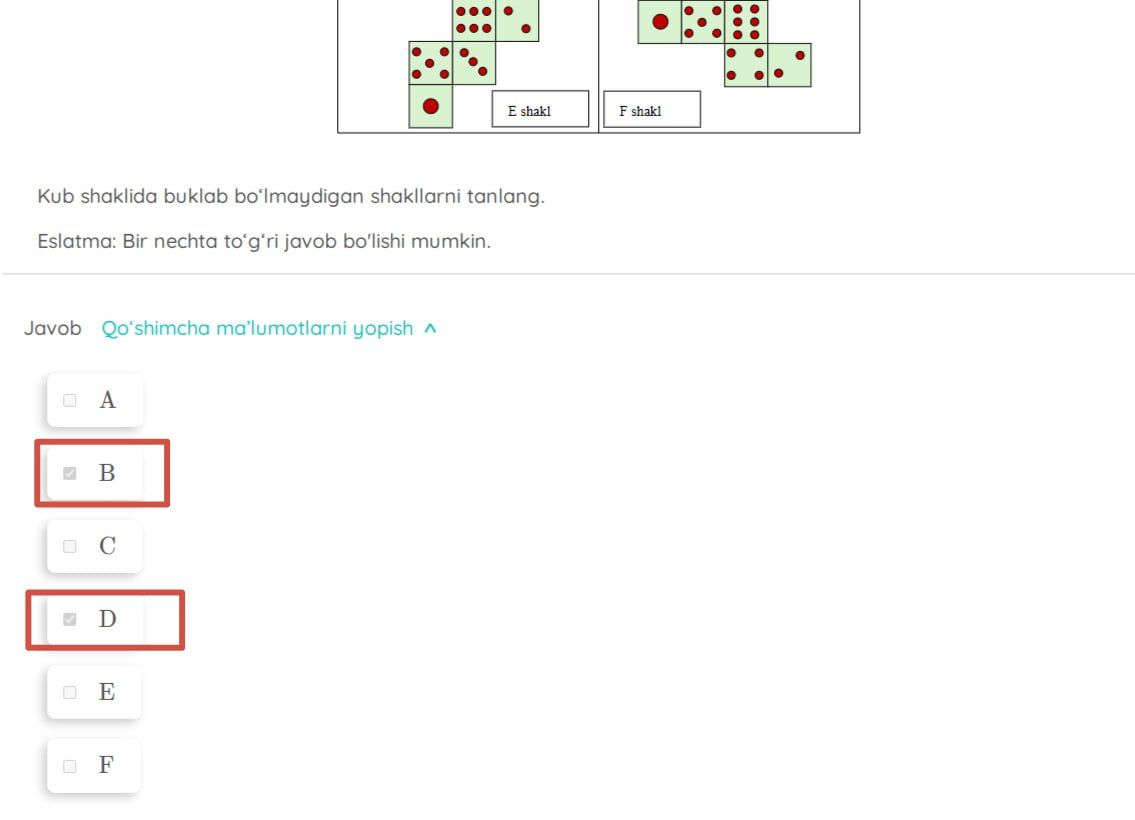 E shakl
F shakl
Kub shaklida buklab bo‘lmaydigan shakllarni tanlang.
Eslatma: Bir nechta to‘g‘ri javob bo'lishi mumkin.
Javob Qo‘shimcha ma’lumotlarni yopish
A
B
C
D
E
F